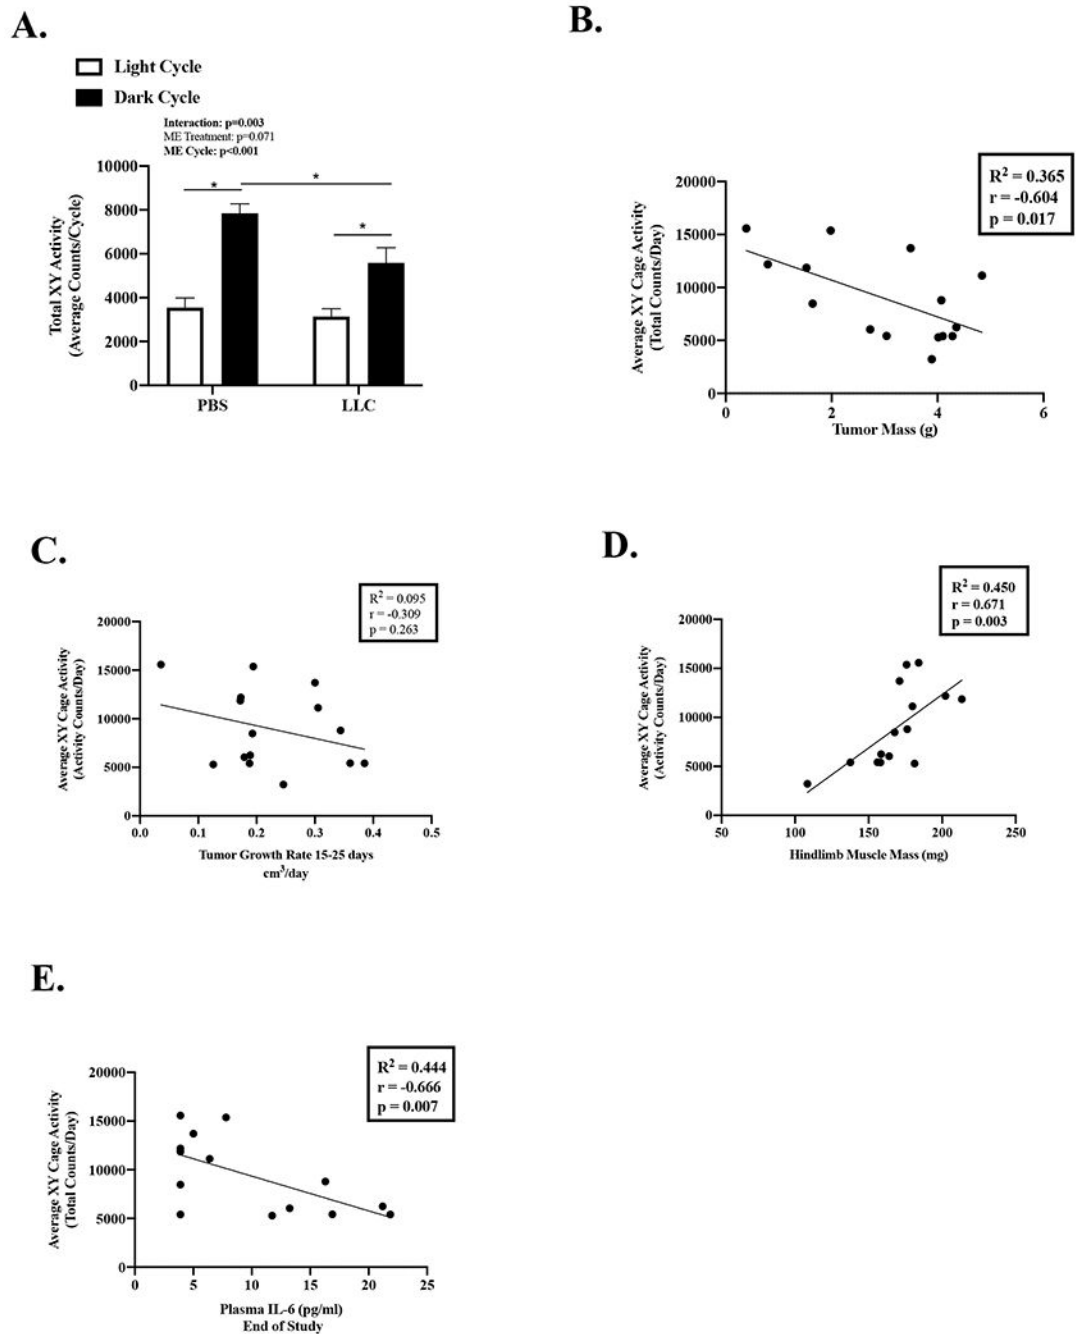 A.
Light Cycle
Dark Cycle
Interaction: p=0.003
ME Treatment: p=0.071
ME Cycle: p<0.001
Total XY Activity
(Average Counts/Cycle)
10000
8000
6000
4000
2000
0
*
*
*
PBS
LLC
B.
R² = 0.365
r = -0.604
p = 0.017
Average XY Cage Activity
(Total Counts/Day)
20000
15000
10000
5000
0
0
2
4
6
Tumor Mass (g)
C.
R² = 0.095
r = -0.309
p = 0.263
Average XY Cage Activity
(Activity Counts/Day)
20000
15000
10000
5000
0
0.0
0.1
0.2
0.3
0.4
0.5
Tumor Growth Rate 15-25 days
cm³/day
D.
R² = 0.450
r = 0.671
p = 0.003
Average XY Cage Activity
(Activity Counts/Day)
20000
15000
10000
5000
0
50
100
150
200
250
Hindlimb Muscle Mass (mg)
E.
R² = 0.444
r = -0.666
p = 0.007
Average XY Cage Activity
(Total Counts/Day)
20000
15000
10000
5000
0
0
5
10
15
20
25
Plasma IL-6 (pg/ml)
End of Study